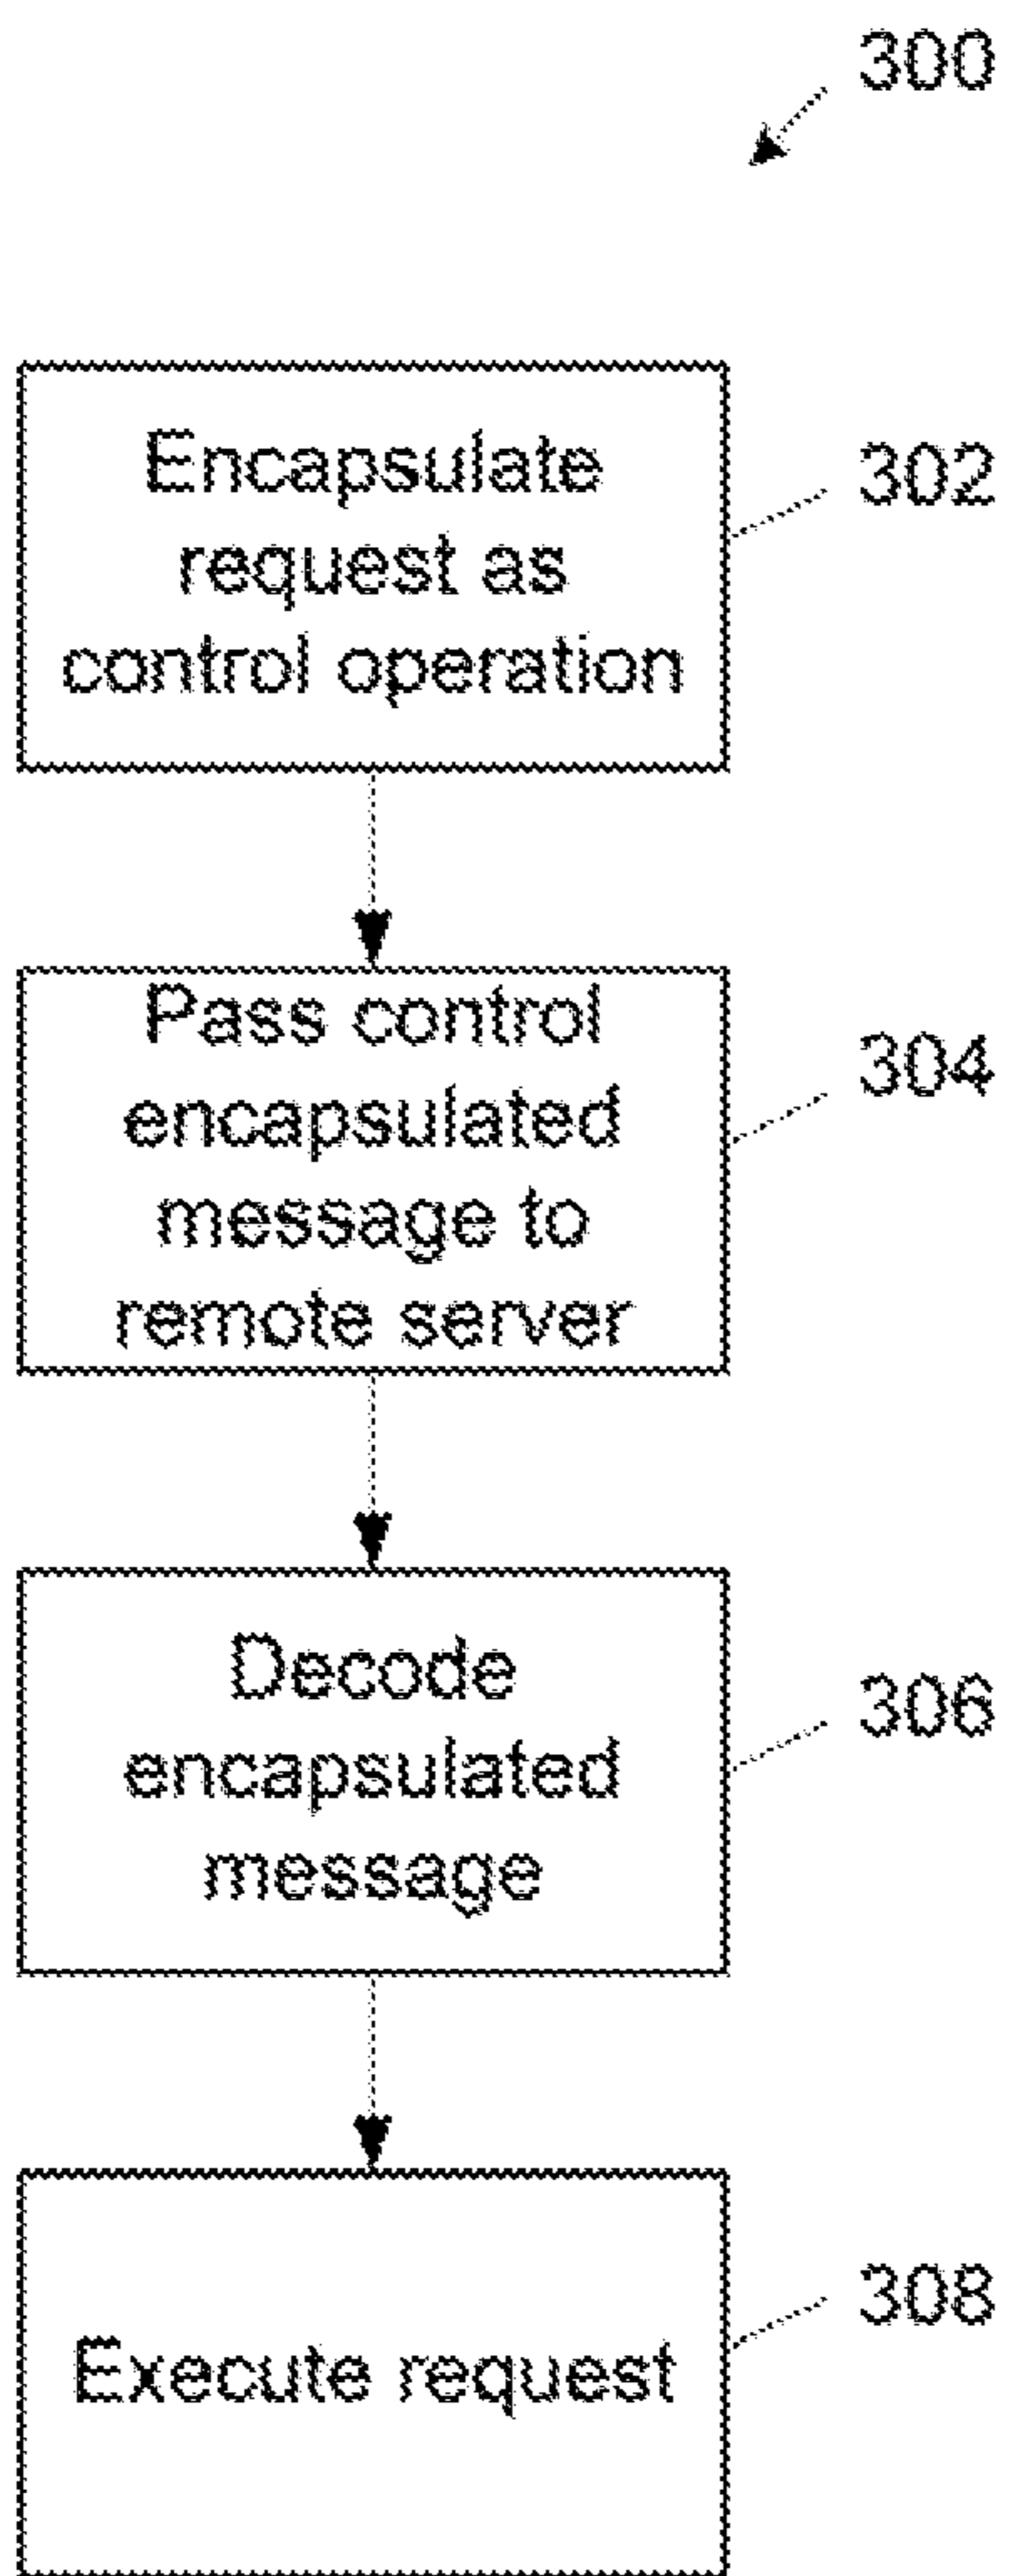 300
Encapsulate
request as
control operation
302
Pass control
encapsulated
message to
remote server
304
Decode
encapsulated
message
306
Execute request
308